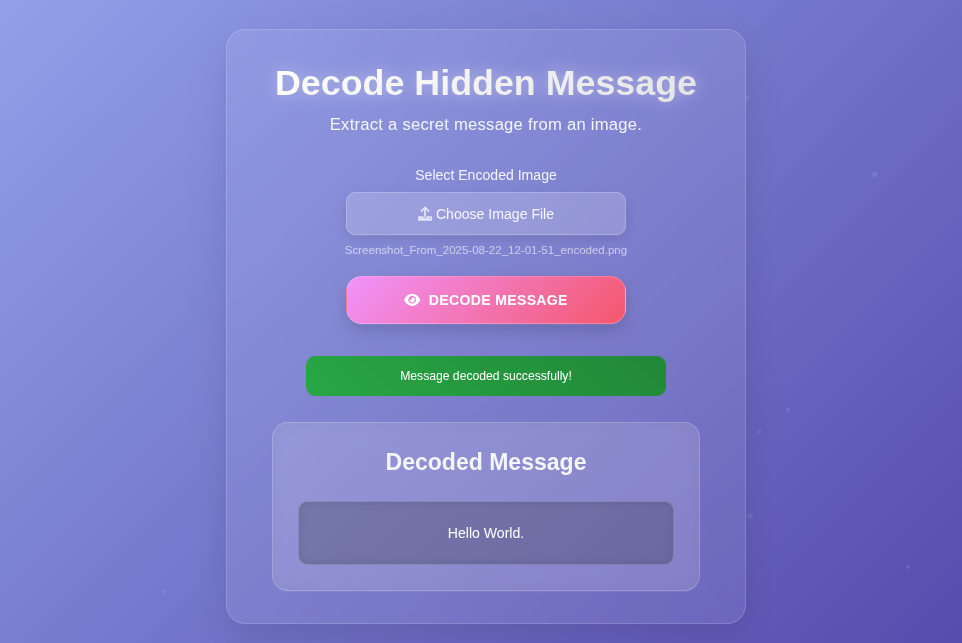 Decode Hidden Message
Extract a secret message from an image.
Select Encoded Image
Choose Image File
Screenshot_From_2025-08-22_12-01-51_encoded.png
DECODE MESSAGE
Message decoded successfully!
Decoded Message
Hello World.